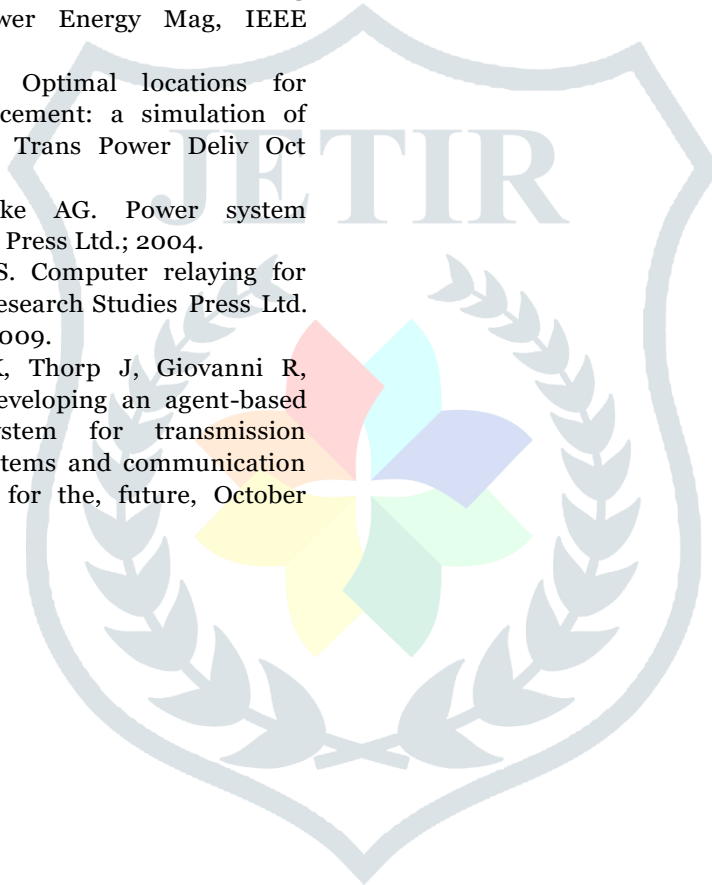 wer Energy Mag, IEEE
Optimal locations for
cement: a simulation of
Trans Power Deliv Oct
ke AG. Power system
Press Ltd.; 2004.
S. Computer relaying for
esearch Studies Press Ltd.
009.
K, Thorp J, Giovanni R,
eveloping an agent-based
ystem for transmission
tems and communication
for the, future, October
JETIR